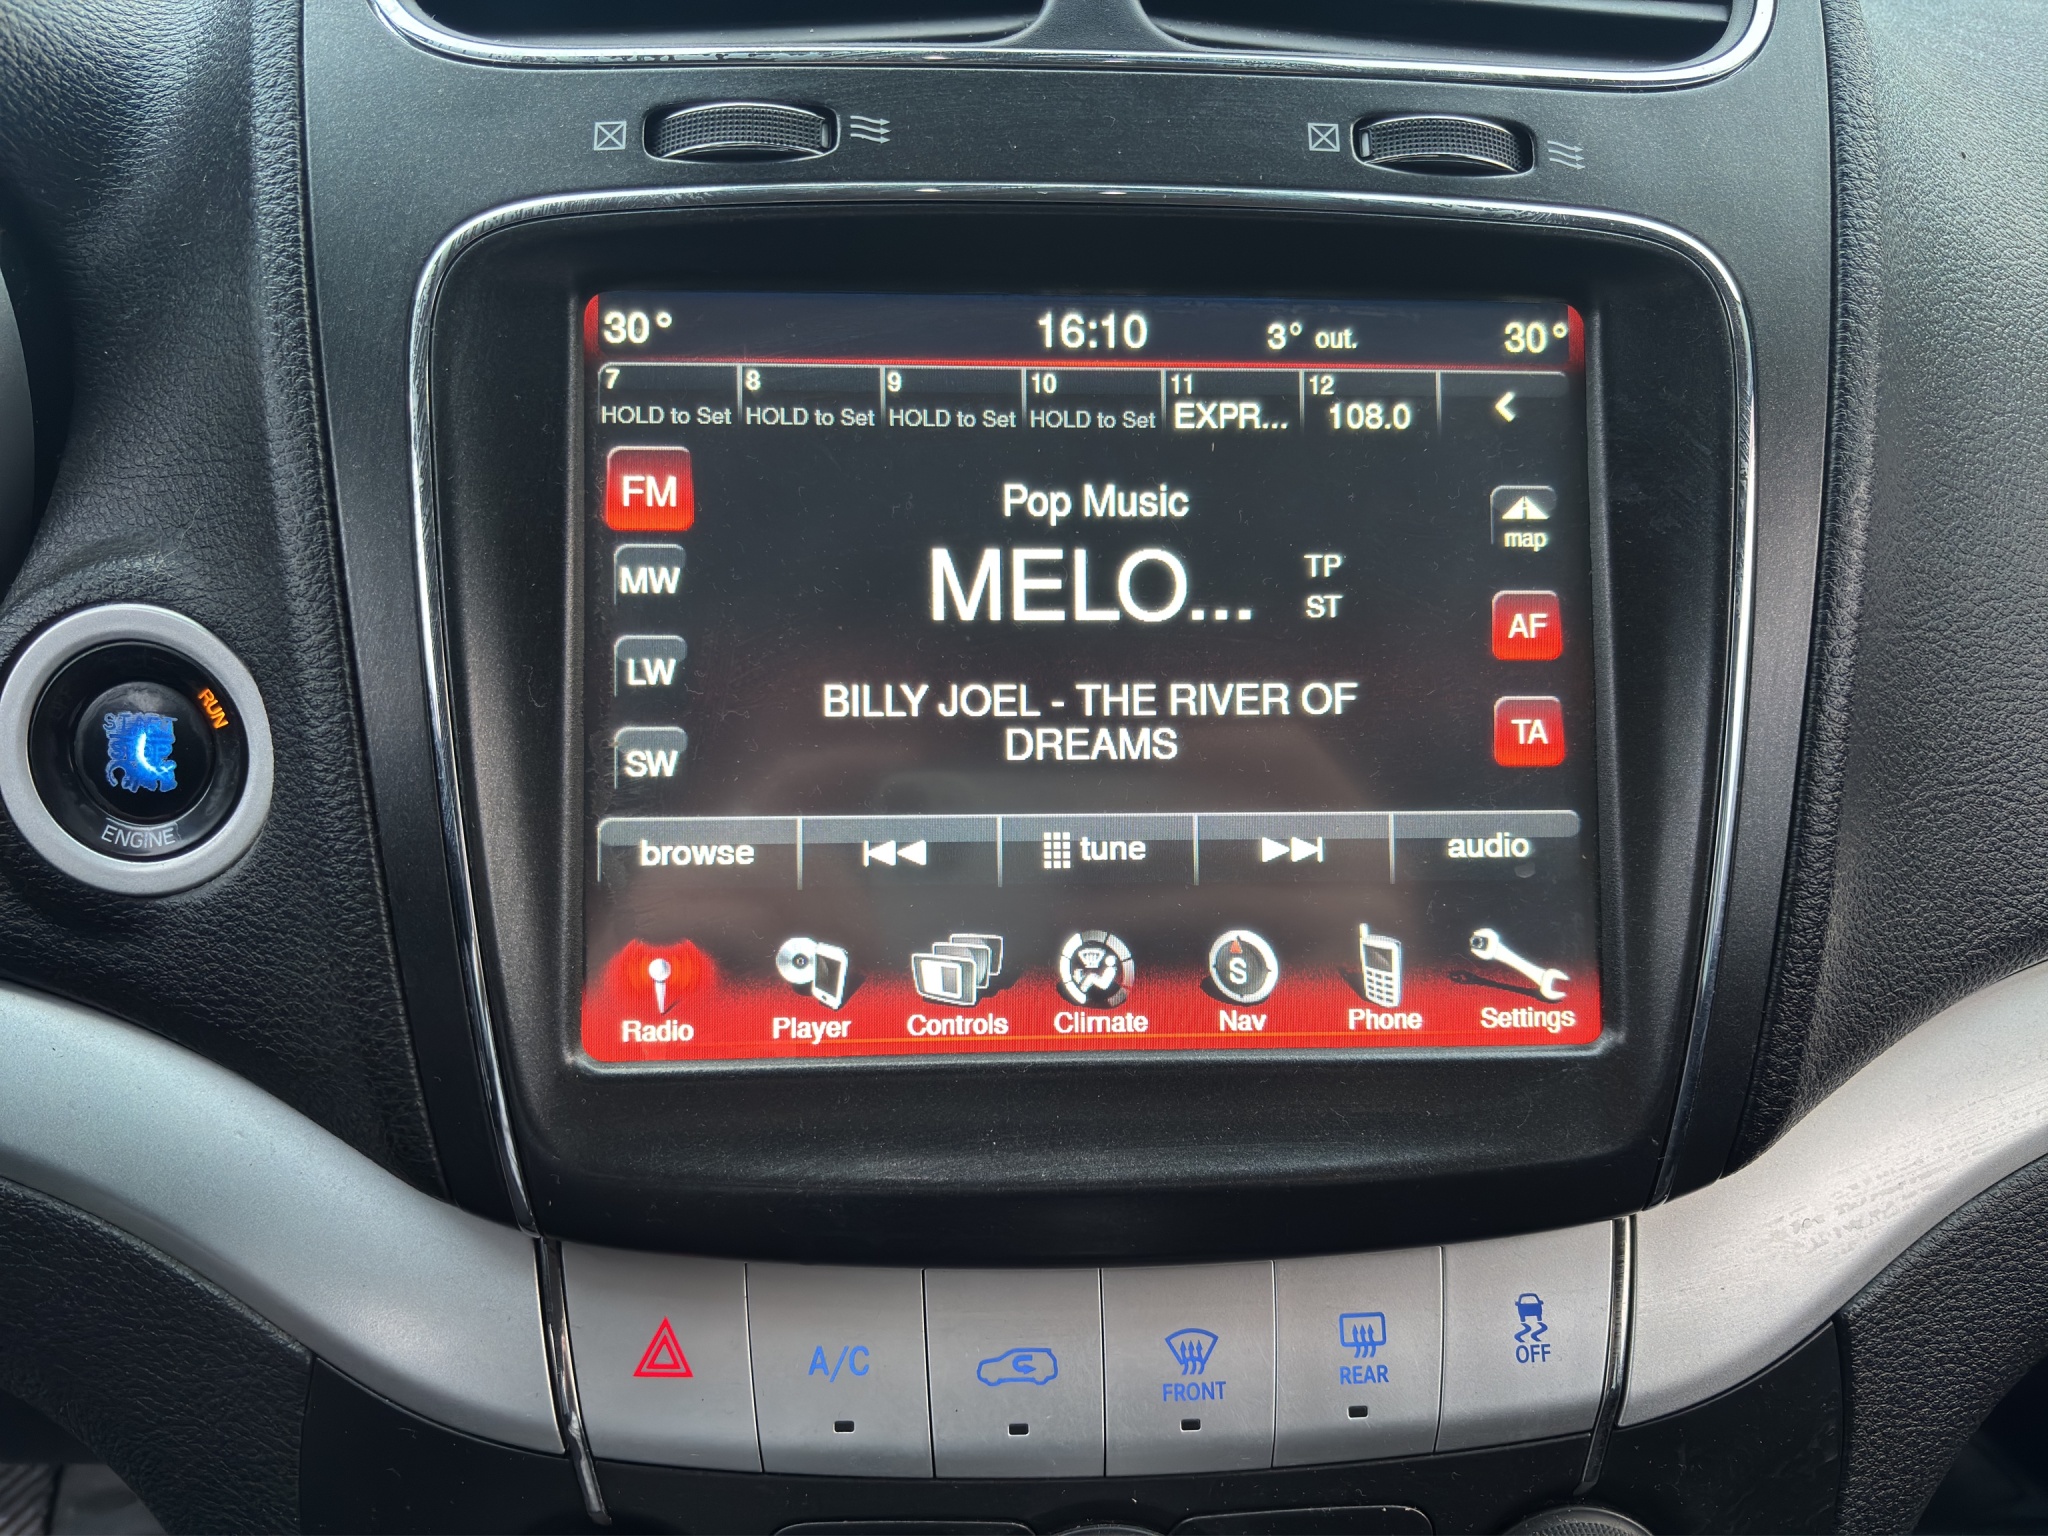 30° 16:10 3° out. 30°
7 8 9 10 11 12
HOLD to Set HOLD to Set HOLD to Set HOLD to Set EXPR... 108.0
FM
Pop Music
map
MW
MELO...
TP
ST
AF
LW
BILLY JOEL - THE RIVER OF
DREAMS
TA
SW
RUN
ENGINE
browse tune audio
S
Radio Player Controls Climate Nav Phone Settings
A/C FRONT REAR OFF